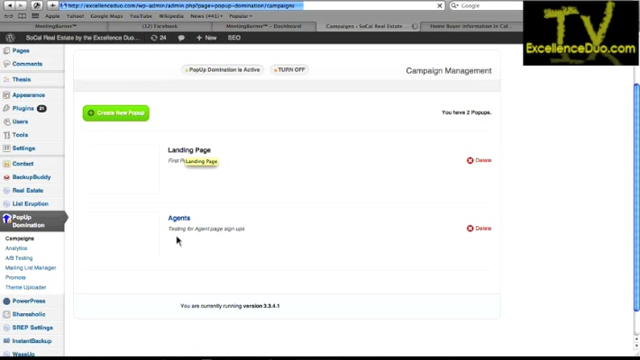 http://excellenceduo.com/wp-admin/admin.php?page=popup-domination/campaigns
Apple Yahoo! Google Maps YouTube Wikipedia News (411) Popular
MeetingBurner™
MeetingBurner™ – Dashboard
(12) Facebook
Campaigns ‹ SoCal Real Estate
Home Buyer Information in Cal
SoCal Real Estate by the Excellence Duo.Com
24
+ New
SEO
TV
ExcellenceDuo.com
Pages
Comments
Thesis
Appearance
Plugins
Users
Tools
Settings
Contact
BackupBuddy
Real Estate
List Eruption
PopUp Domination
Campaigns
Analytics
A/B Testing
Mailing List Manager
Promote
Theme Uploader
PowerPress
Shareaholic
SREP Settings
InstantBackup
PopUp Domination is Active
TURN OFF
Campaign Management
Create New Popup
You have 2 Popups.
Landing Page
First
Landing Page
Delete
Agents
Testing for Agent page sign ups
Delete
You are currently running version 3.3.4.1